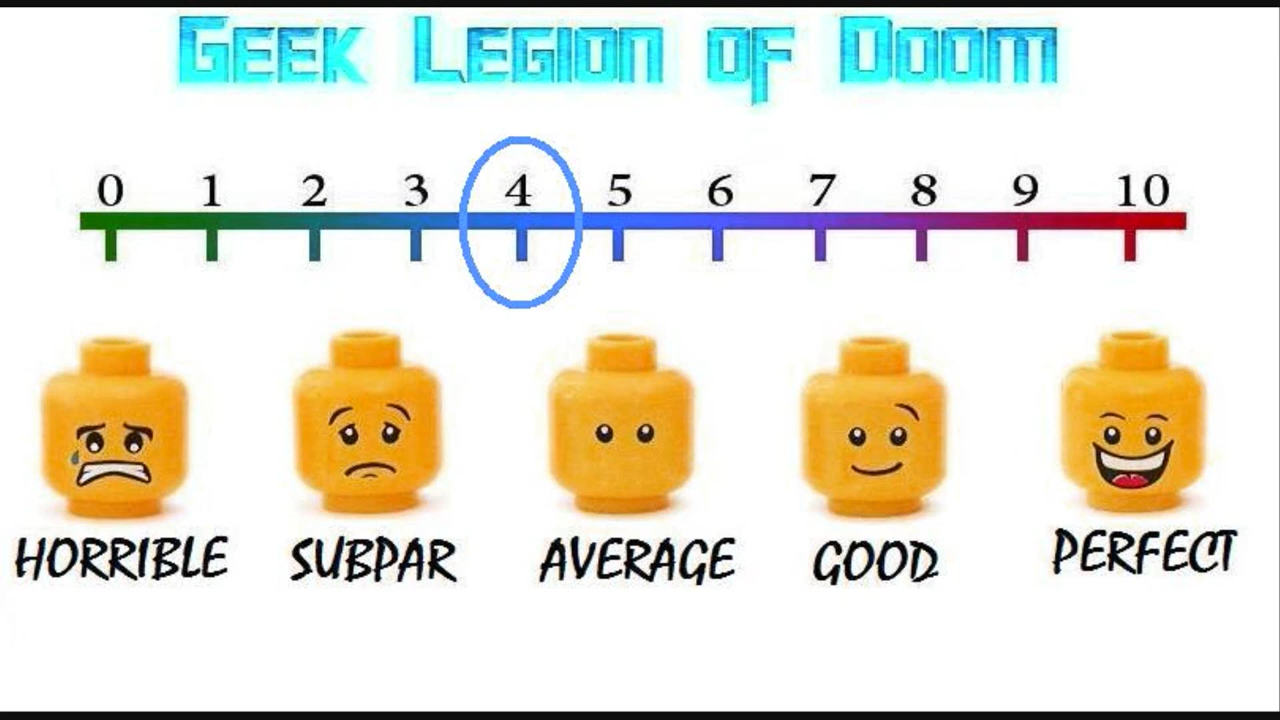 GEEK LEGION OF DOOM
0 1 2 3 4 5 6 7 8 9 10
HORRIBLE SUBPAR AVERAGE GOOD PERFECT